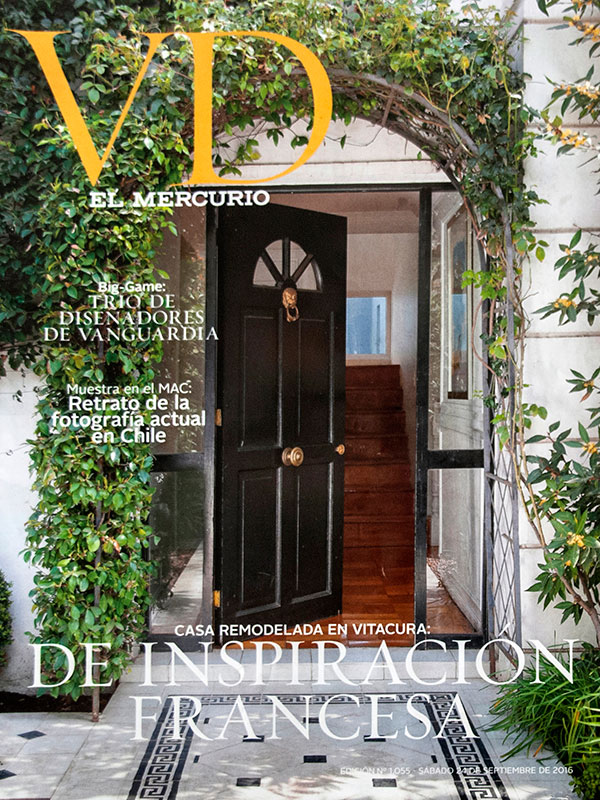 VD
EL MERCURIO
Big-Game:
TRÍO DE
DISEÑADORES
DE VANGUARDIA
Muestra en el MAC:
Retrato de la
fotografía actual
en Chile
CASA REMODELADA EN VITACURA:
DE INSPIRACIÓN
FRANCESA
EDICIÓN Nº 1.055 - SÁBADO 24 DE SEPTIEMBRE DE 2016